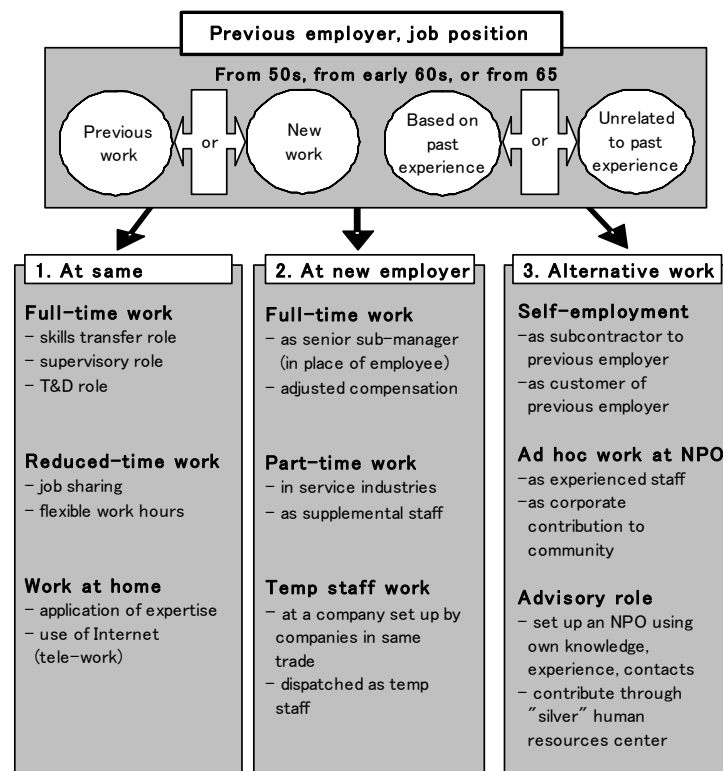 Previous employer, job position
From 50s, from early 60s, or from 65
Previous
work
or
New
work
Based on
past
experience
or
Unrelated
to past
experience
1. At same
Full-time work
- skills transfer role
- supervisory role
- T&D role
Reduced-time work
- job sharing
- flexible work hours
Work at home
- application of expertise
- use of Internet
(tele-work)
2. At new employer
Full-time work
- as senior sub-manager
(in place of employee)
- adjusted compensation
Part-time work
- in service industries
- as supplemental staff
Temp staff work
- at a company set up by
companies in same
trade
- dispatched as temp
staff
3. Alternative work
Self-employment
-as subcontractor to
previous employer
-as customer of
previous employer
Ad hoc work at NPO
-as experienced staff
-as corporate
contribution to
community
Advisory role
- set up an NPO using
own knowledge,
experience, contacts
- contribute through
"silver" human
resources center